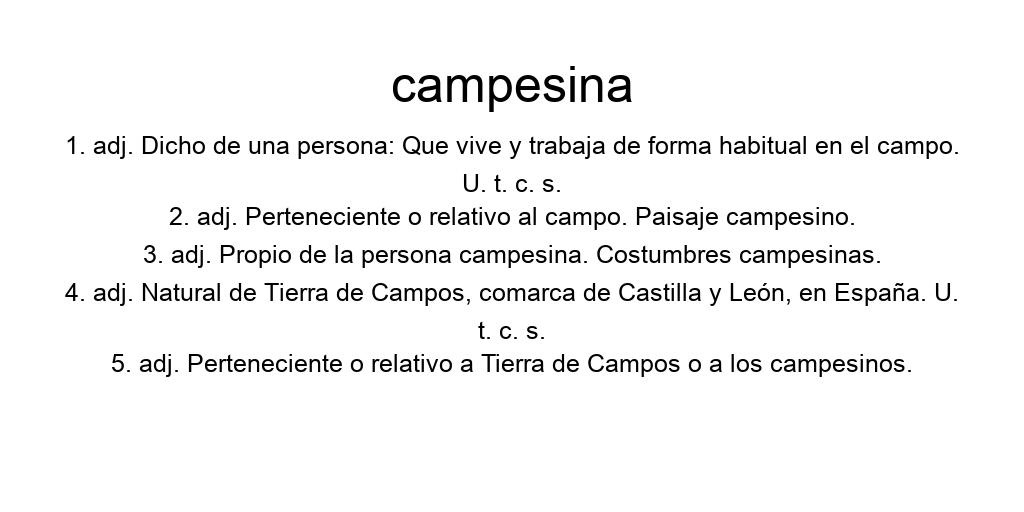 campesina
1. adj. Dicho de una persona: Que vive y trabaja de forma habitual en el campo.
U. t. c. s.
2. adj. Perteneciente o relativo al campo. Paisaje campesino.
3. adj. Propio de la persona campesina. Costumbres campesinas.
4. adj. Natural de Tierra de Campos, comarca de Castilla y León, en España. U.
t. c. s.
5. adj. Perteneciente o relativo a Tierra de Campos o a los campesinos.